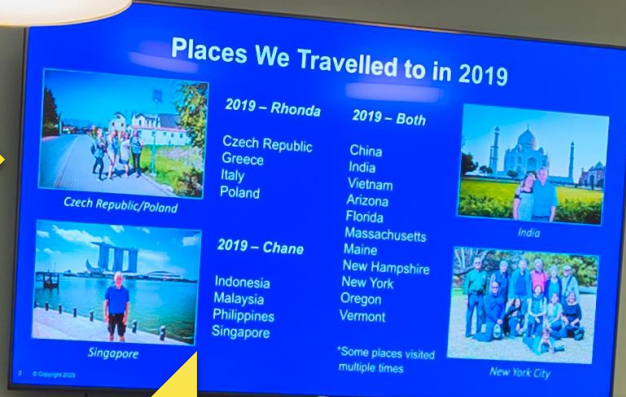 Places We Travelled to in 2019
2019 – Rhonda
Czech Republic
Greece
Italy
Poland
2019 – Chane
Indonesia
Malaysia
Philippines
Singapore
2019 – Both
China
India
Vietnam
Arizona
Florida
Massachusetts
Maine
New Hampshire
New York
Oregon
Vermont
*Some places visited
multiple times
Czech Republic/Poland
Singapore
India
New York City
3 © Copyright